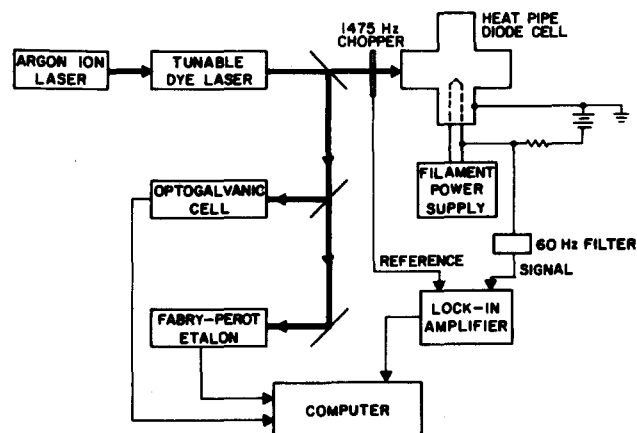 1475 Hz
CHOPPER
HEAT PIPE
DIODE CELL
ARGON ION
LASER
TUNABLE
DYE LASER
OPTOGALVANIC
CELL
FILAMENT
POWER
SUPPLY
60 Hz FILTER
REFERENCE
SIGNAL
LOCK-IN
AMPLIFIER
FABRY-PEROT
ETALON
COMPUTER